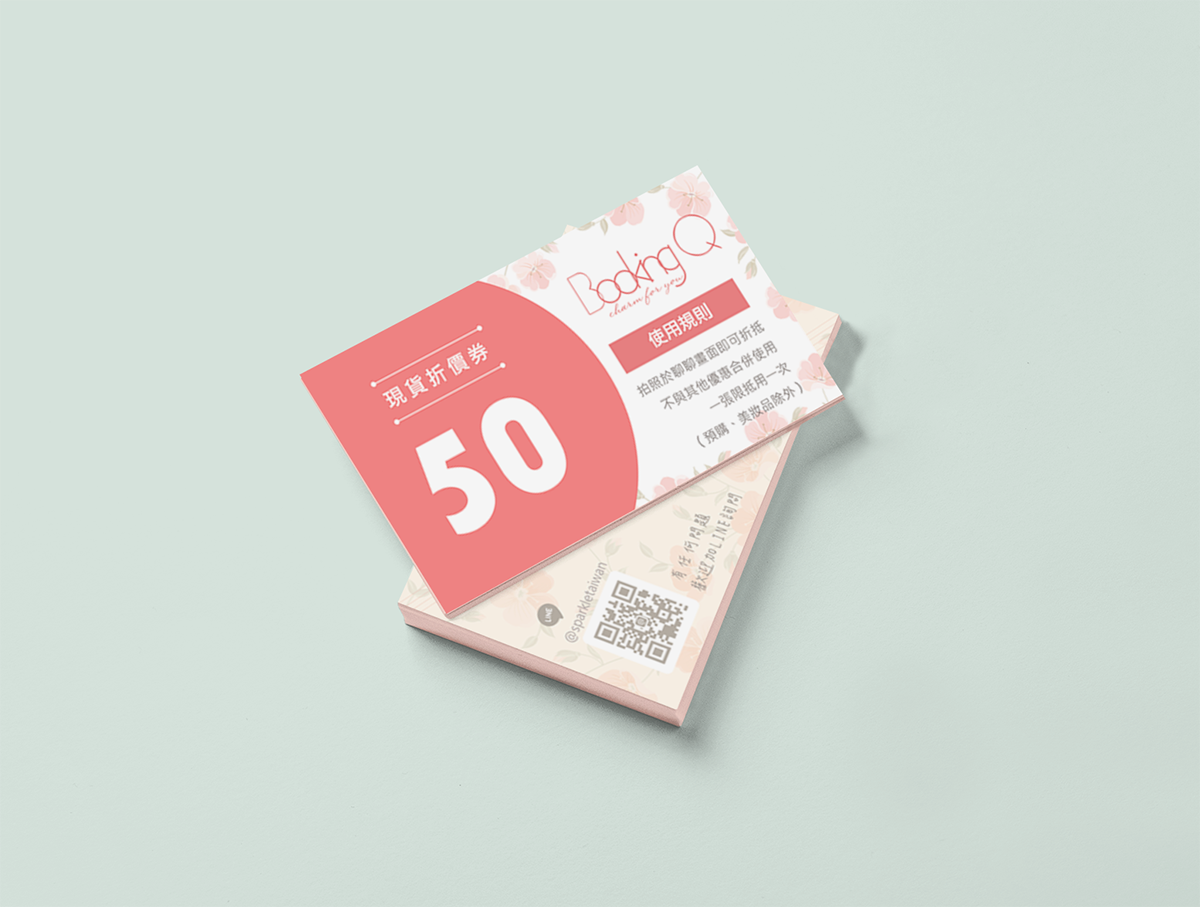 現貨折價券
50
Booking Q
charm for you
使用規則
拍照於聊聊畫面即可折抵
不與其他優惠合併使用
一張限抵用一次
(預購、美妝品除外)
有任何問題
歡迎加LINE詢問
LINE
@sparkletaiwan